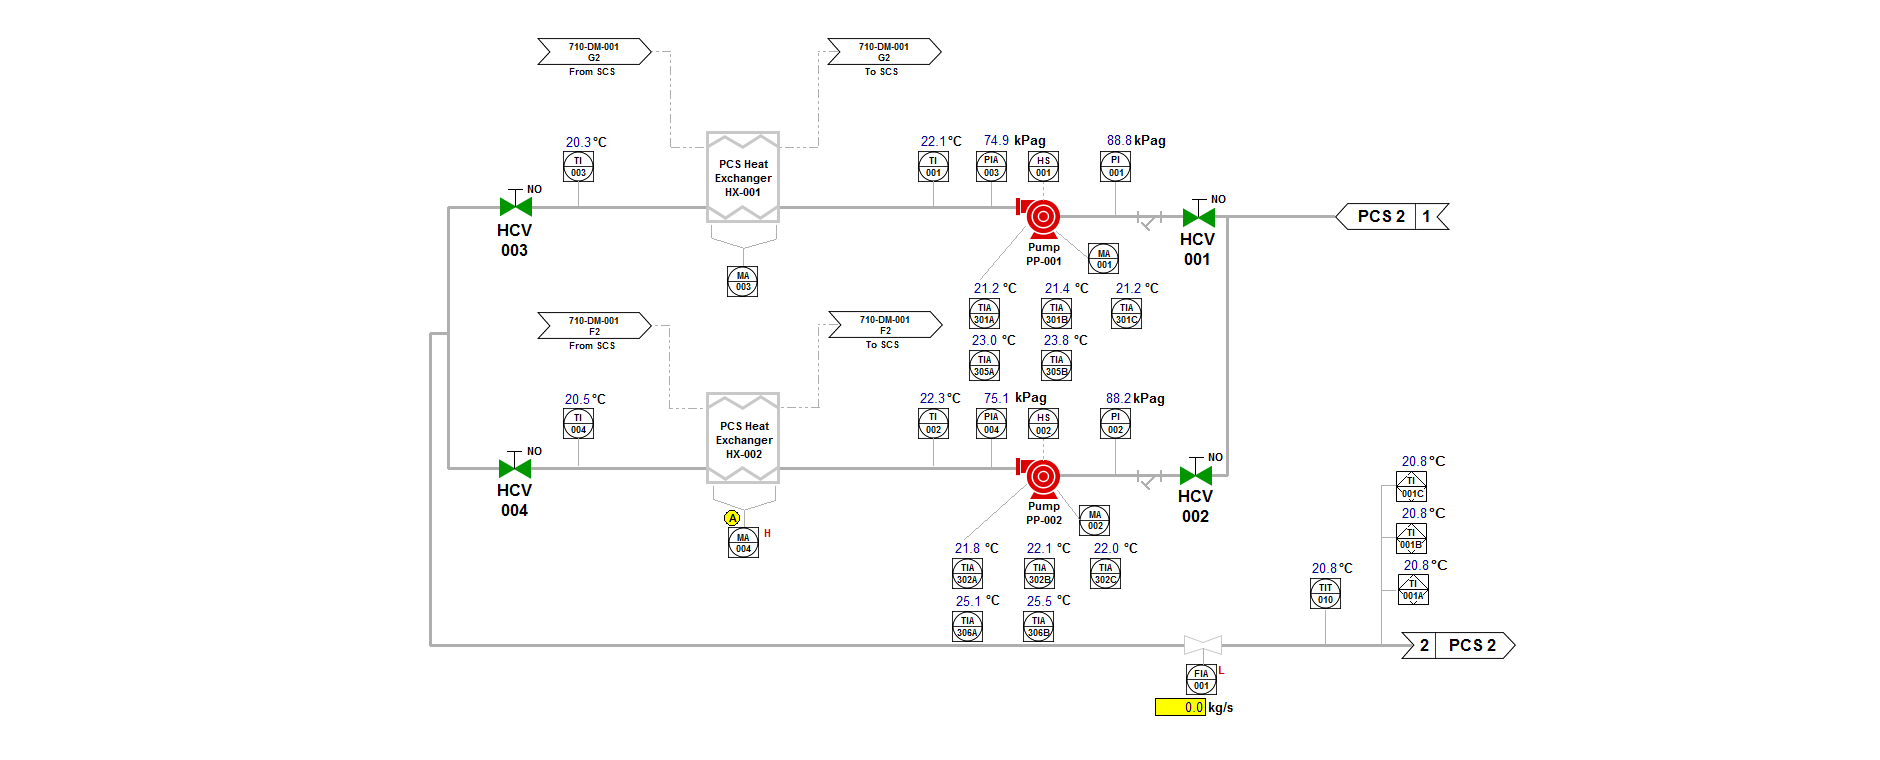 710-DM-001
G2
From SCS
710-DM-001
G2
To SCS
20.3 °C
TI
003
PCS Heat
Exchanger
HX-001
22.1 °C
TI
001
74.9 kPag
PIA
003
HS
001
88.8 kPag
PI
001
NO
HCV
003
NO
HCV
001
PCS 2 1
Pump
PP-001
MA
001
MA
003
21.2 °C
TIA
301A
21.4 °C
TIA
301B
21.2 °C
TIA
301C
23.0 °C
TIA
305A
23.8 °C
TIA
305B
710-DM-001
F2
From SCS
710-DM-001
F2
To SCS
20.5 °C
TI
004
PCS Heat
Exchanger
HX-002
22.3 °C
TI
002
75.1 kPag
PIA
004
HS
002
88.2 kPag
PI
002
NO
HCV
004
NO
HCV
002
Pump
PP-002
MA
002
A
MA
004
H
21.8 °C
TIA
302A
22.1 °C
TIA
302B
22.0 °C
TIA
302C
25.1 °C
TIA
306A
25.5 °C
TIA
306B
20.8 °C
TI
001C
20.8 °C
TI
001B
20.8 °C
TI
001A
20.8 °C
TIT
010
2 PCS 2
FIA
001
L
0.0 kg/s